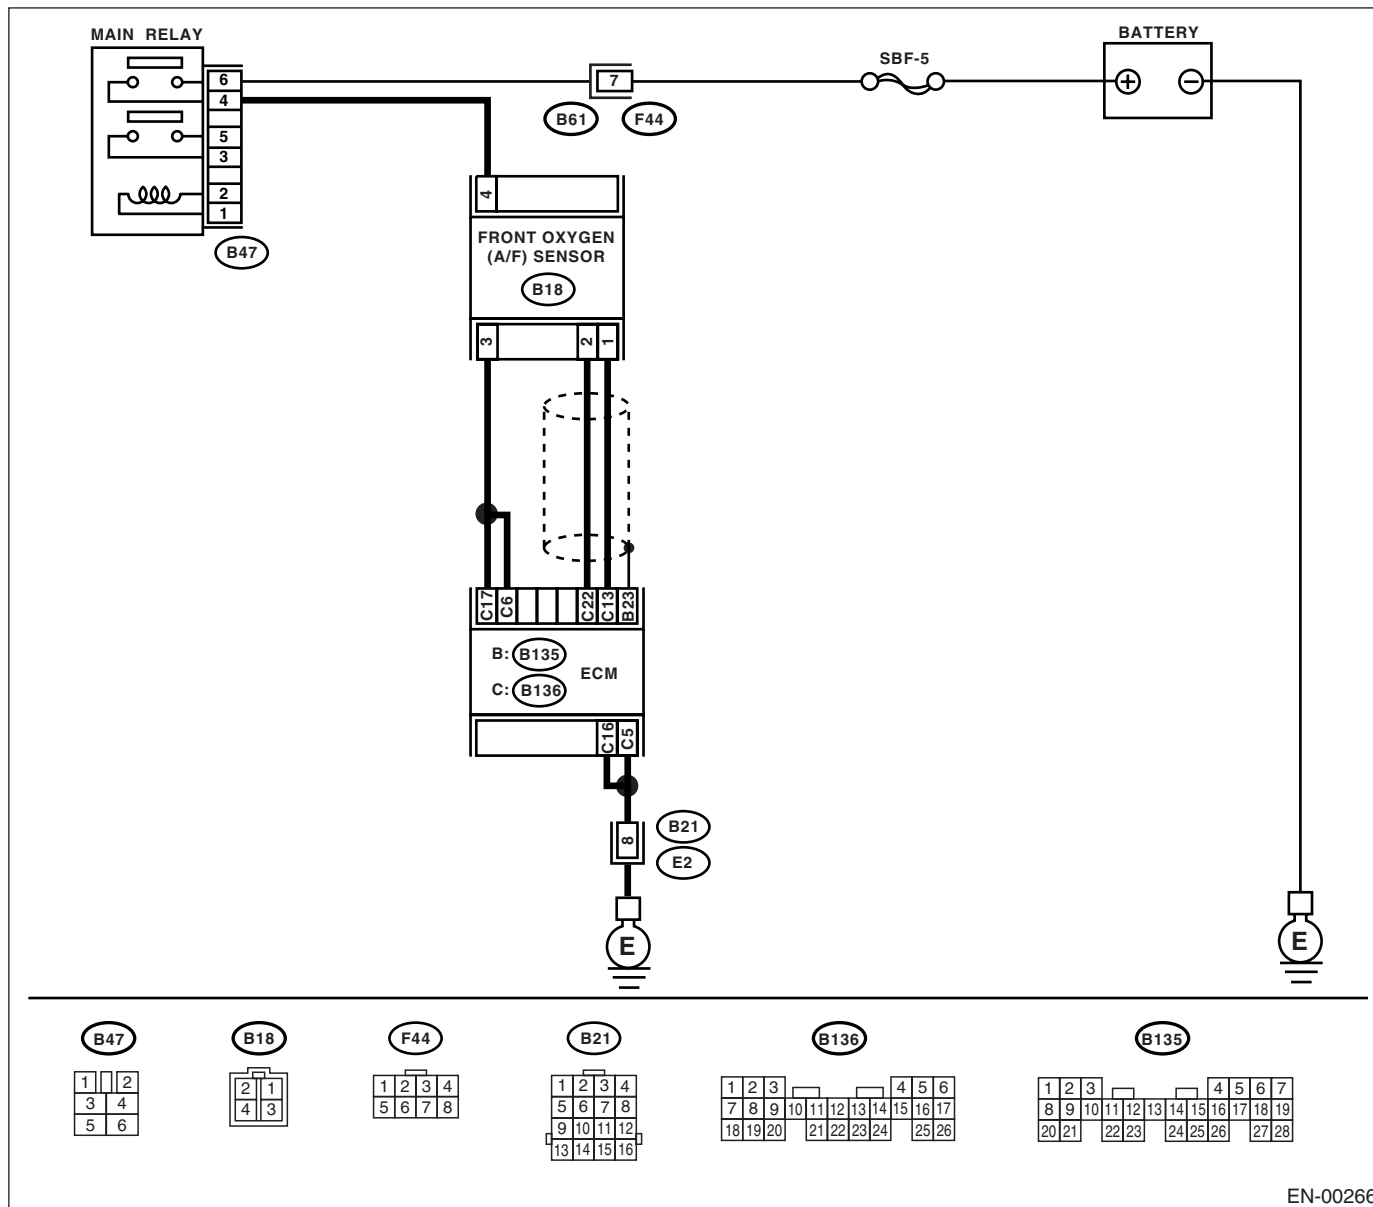 MAIN RELAY
BATTERY
SBF-5
6
4
5
3
2
1
B47
7
B61
F44
4
FRONT OXYGEN
(A/F) SENSOR
B18
3
2
1
C17
C6
C22
C13
B23
B: B135
C: B136
ECM
C16
C5
8
B21
E2
E
E
B47
B18
F44
B21
B136
B135
1 2
3 4
5 6
2 1
4 3
1 2 3 4
5 6 7 8
1 2 3 4
5 6 7 8
9 10 11 12
13 14 15 16
1 2 3 4 5 6
7 8 9 10 11 12 13 14 15 16 17
18 19 20 21 22 23 24 25 26
1 2 3 4 5 6 7
8 9 10 11 12 13 14 15 16 17 18 19
20 21 22 23 24 25 26 27 28
EN-00266